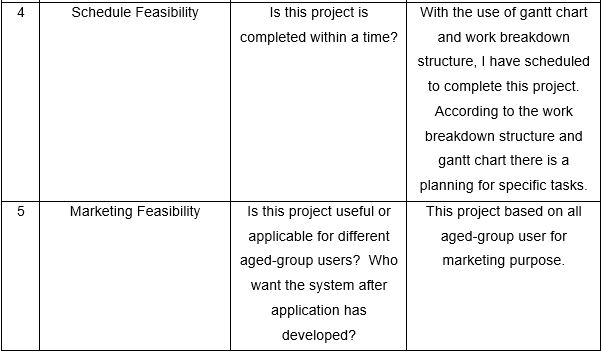 4
Schedule Feasibility
Is this project is
completed within a time?
With the use of gantt chart
and work breakdown
structure, I have scheduled
to complete this project.
According to the work
breakdown structure and
gantt chart there is a
planning for specific tasks.
5
Marketing Feasibility
Is this project useful or
applicable for different
aged-group users?  Who
want the system after
application has
developed?
This project based on all
aged-group user for
marketing purpose.